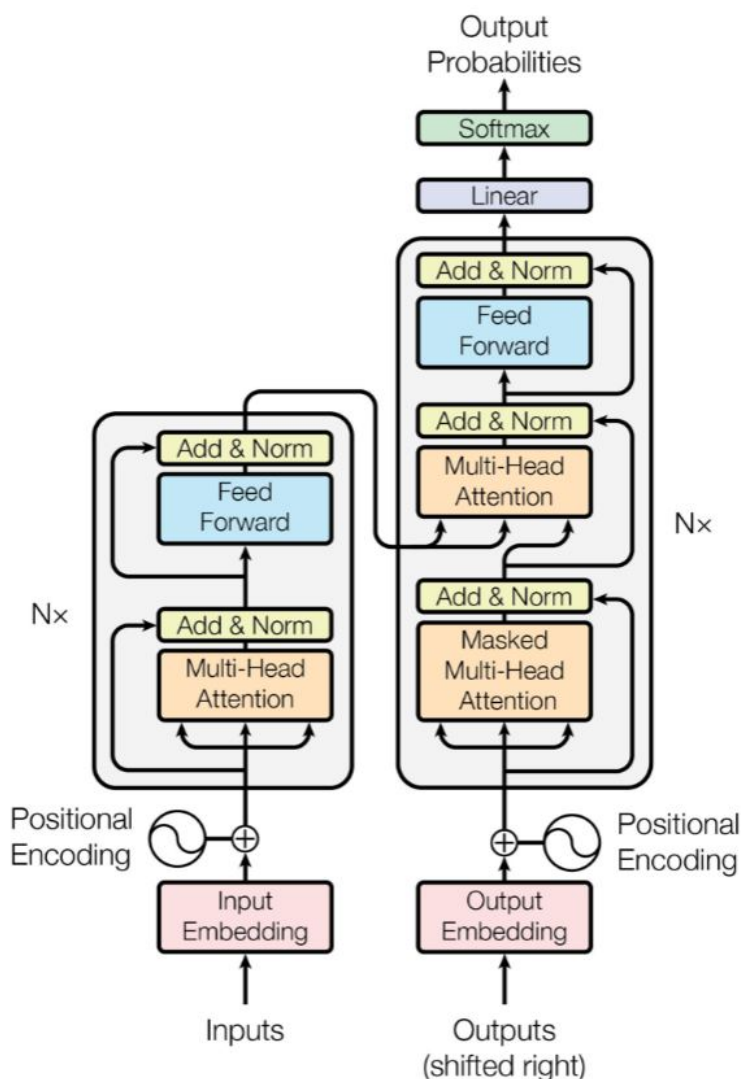 Output
Probabilities
Softmax
Linear
Add & Norm
Feed
Forward
Add & Norm
Multi-Head
Attention
Nx
Add & Norm
Masked
Multi-Head
Attention
Positional
Encoding
Output
Embedding
Outputs
(shifted right)
Add & Norm
Feed
Forward
Nx
Add & Norm
Multi-Head
Attention
Positional
Encoding
Input
Embedding
Inputs